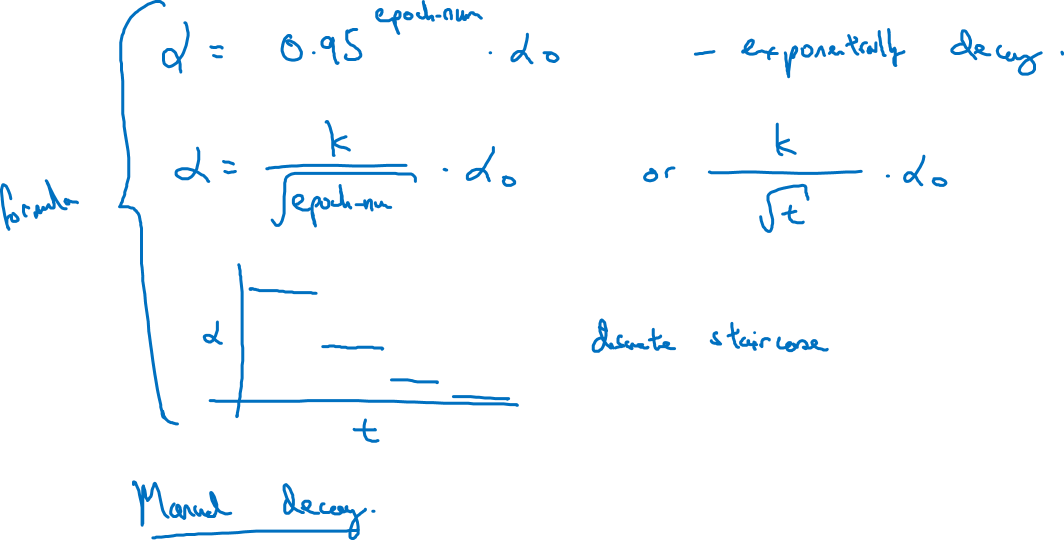 α = 0.95^epoch-num · α₀ – exponentially decay.
α = k / √epoch-num · α₀ or k / √t · α₀
formula
α
discrete staircase
t
Manual decay.